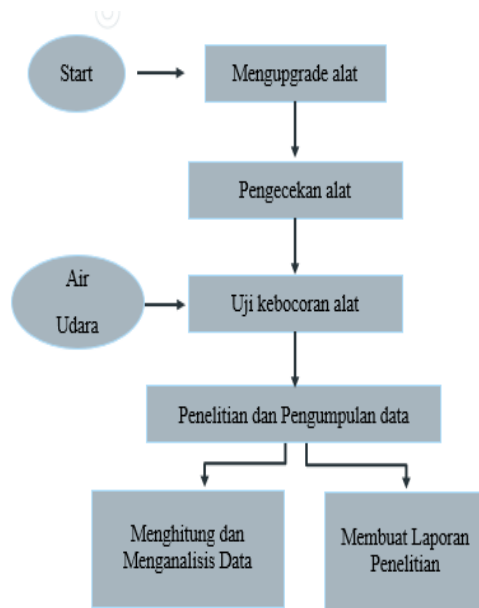 Start
Mengupgrade alat
Pengecekan alat
Air
Udara
Uji kebocoran alat
Penelitian dan Pengumpulan data
Menghitung dan
Menganalisis Data
Membuat Laporan
Penelitian